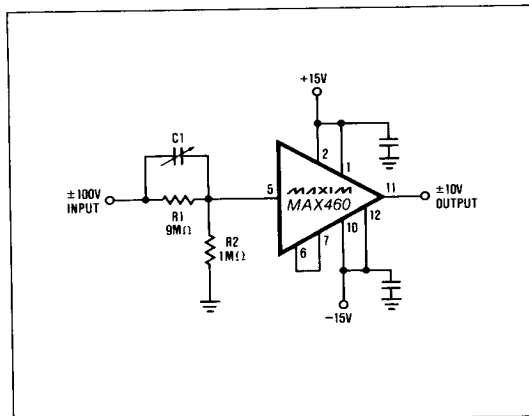 +15V
C1
2
1
±100V
INPUT
R1
9MΩ
5
MAXIM
MAX460
11
±10V
OUTPUT
R2
1MΩ
6
7
10
12
−15V